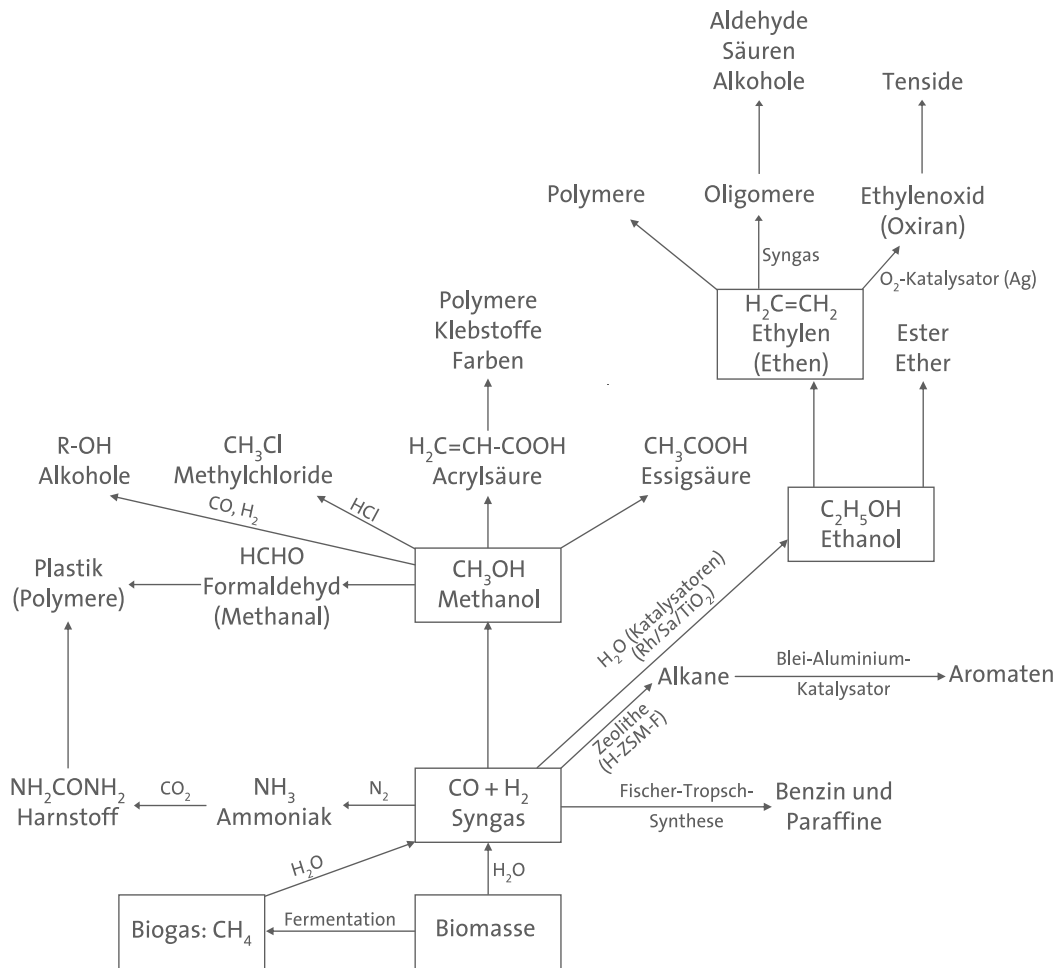 Aldehyde
Säuren
Alkohole
Tenside
Polymere
Oligomere
Ethylenoxid
(Oxiran)
Syngas
O₂-Katalysator (Ag)
H₂C=CH₂
Ethylen
(Ethen)
Ester
Ether
Polymere
Klebstoffe
Farben
R-OH
Alkohole
CH₃Cl
Methylchloride
H₂C=CH-COOH
Acrylsäure
CH₃COOH
Essigsäure
CO, H₂
HCl
C₂H₅OH
Ethanol
Plastik
(Polymere)
HCHO
Formaldehyd
(Methanal)
CH₃OH
Methanol
H₂O (Katalysatoren)
(Rh/Sa/TiO₂)
Alkane
Blei-Aluminium-
Katalysator
Aromaten
Zeolithe
(H-ZSM-F)
NH₂CONH₂
Harnstoff
CO₂
NH₃
Ammoniak
N₂
CO + H₂
Syngas
Fischer-Tropsch-
Synthese
Benzin und
Paraffine
H₂O
H₂O
Biogas: CH₄
Fermentation
Biomasse